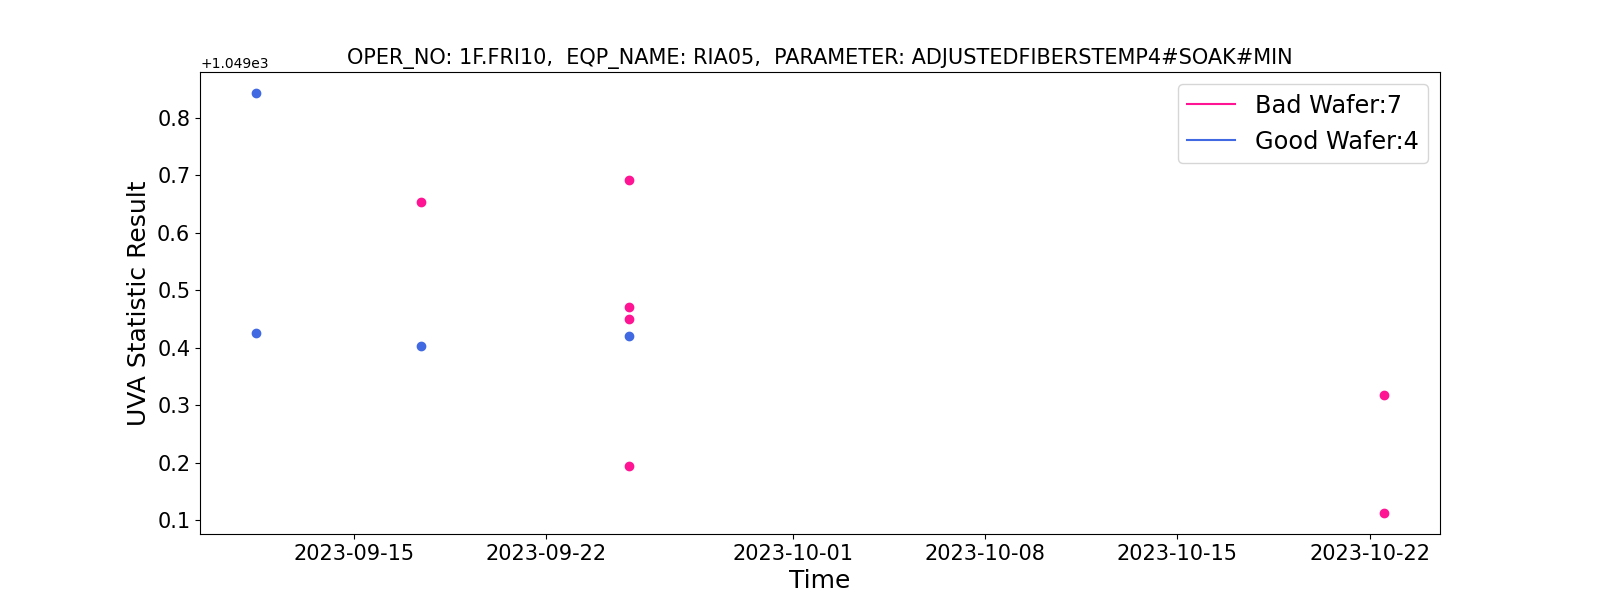 OPER_NO: 1F.FRI10,  EQP_NAME: RIA05,  PARAMETER: ADJUSTEDFIBERSTEMP4#SOAK#MIN
+1.049e3
Bad Wafer:7
Good Wafer:4
UVA Statistic Result
0.8
0.7
0.6
0.5
0.4
0.3
0.2
0.1
2023-09-15 2023-09-22 2023-10-01 2023-10-08 2023-10-15 2023-10-22
Time